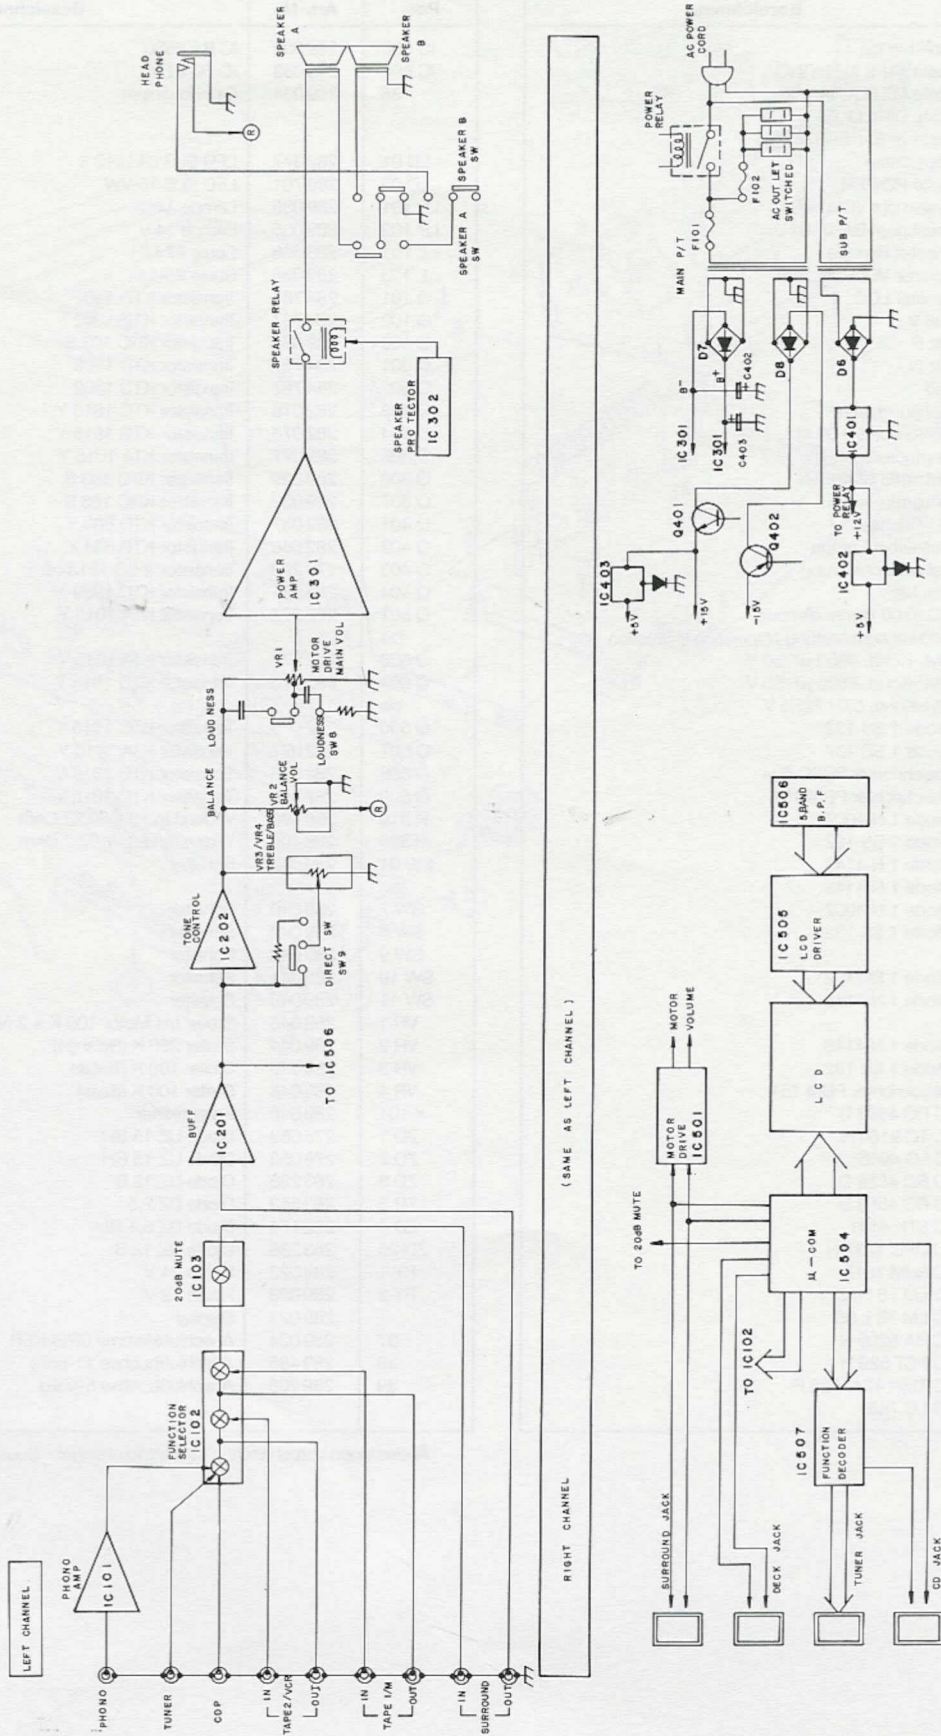 LEFT CHANNEL
PHONO
TUNER
CDP
IN
TAPE2/VCR
OUT
IN
TAPE 1/M
OUT
IN
SURROUND
OUT
PHONO
AMP
IC101
FUNCTION
SELECTOR
IC102
20dB MUTE
IC103
BUFF
IC201
TO IC506
TONE
CONTROL
IC202
DIRECT SW
SW9
VR3/VR4
TREBLE/BASS
BALANCE
VR2
BALANCE
VOL
R
LOUDNESS
LOUDNESS
SW8
VR1
MOTOR
DRIVE
MAIN VOL
POWER
AMP
IC301
SPEAKER
PROTECTOR
IC302
SPEAKER RELAY
HEAD
PHONE
R
SPEAKER
A
SPEAKER
B
SPEAKER A
SW
SPEAKER B
SW
RIGHT CHANNEL
(SAME AS LEFT CHANNEL)
SURROUND JACK
DECK JACK
TUNER JACK
CD JACK
IC507
FUNCTION
DECODER
TO IC102
TO 20dB MUTE
μ-COM
IC504
MOTOR
DRIVE
IC501
MOTOR
VOLUME
LCD
IC505
LCD
DRIVER
IC506
5,BAND
B.P.F
IC403
+5V
+15V
-15V
+5V
Q401
Q402
IC402
+12V
TO POWER
RELAY
IC401
IC301
IC301
C403
C402
+
+
B-
B+
D7
D8
D6
MAIN P/T
SUB P/T
F101
F102
POWER
RELAY
AC OUT LET
SWITCHED
AC POWER
CORD